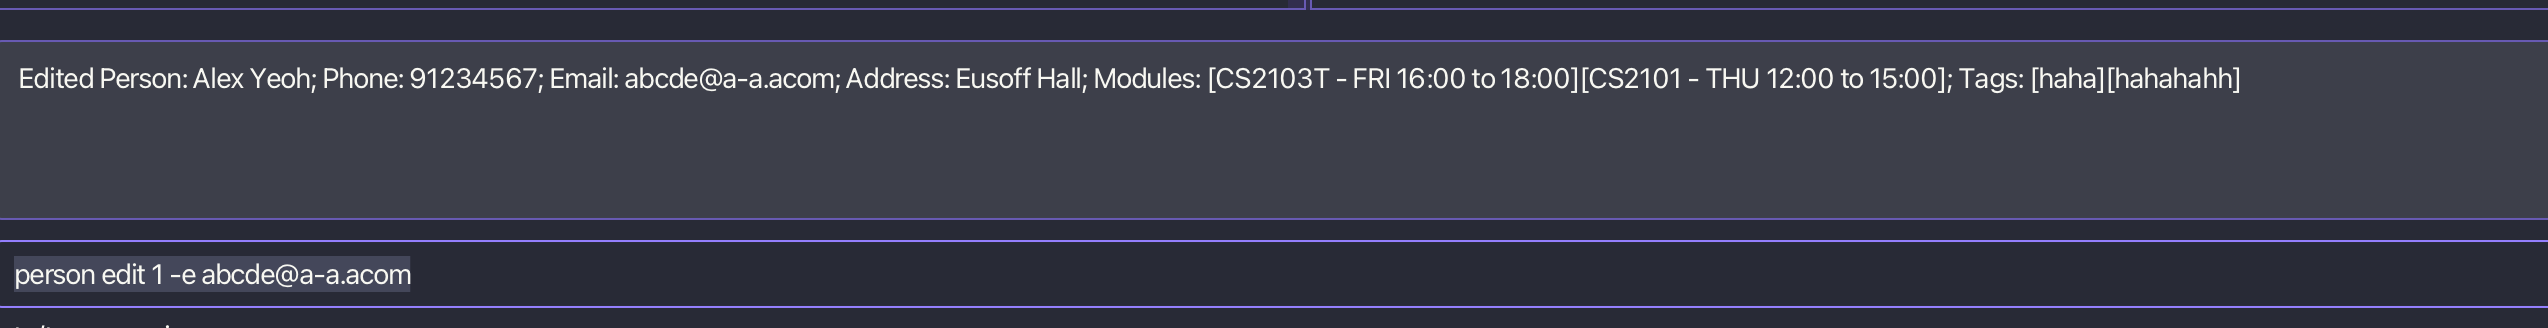 Edited Person: Alex Yeoh; Phone: 91234567; Email: abcde@a-a.acom; Address: Eusoff Hall; Modules: [CS2103T - FRI 16:00 to 18:00][CS2101 - THU 12:00 to 15:00]; Tags: [haha][hahahahh]
person edit 1 -e abcde@a-a.acom